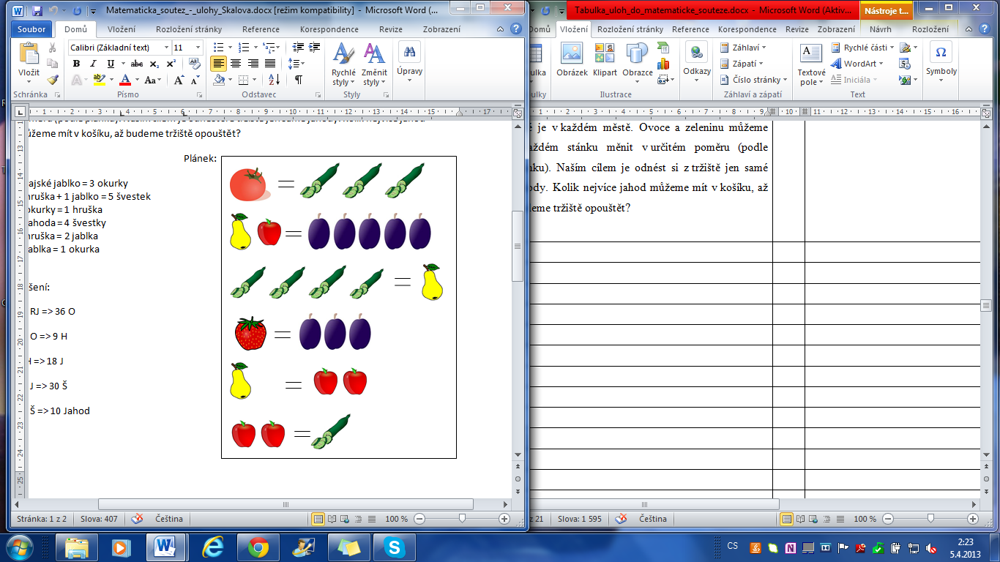 Matematicka_soutez_-_ulohy_Skalova.docx [režim kompatibility] - Microsoft Word (...
Soubor Domů Vložení Rozložení stránky Reference Korespondence Revize Zobrazení
Calibri (Základní text) 11
Vložit
Rychlé styly
Změnit styly
Úpravy
Schránka Písmo Odstavec Styly
ůžeme mít v košíku, až budeme tržiště opouštět?
Plánek:
ajské jablko = 3 okurky
hruška + 1 jablko = 5 švestek
okurky = 1 hruška
ahoda = 4 švestky
hruška = 2 jablka
ablka = 1 okurka
šení:
RJ => 36 O
O => 9 H
H => 18 J
J => 30 Š
Š => 10 Jahod
Stránka: 1 z 2 Slova: 407 Čeština 100 %
Tabulka_uloh_do_matematicke_souteze.docx - Microsoft Word (Aktiv... Nástroje t...
Domů Vložení Rozložení stránky Reference Korespondence Revize Zobrazení Návrh Rozložení
Obrázek Klipart Obrazce
Odkazy
Záhlaví
Zápatí
Číslo stránky
Textové pole
Rychlé části
WordArt
Iniciála
Symboly
Ilustrace Záhlaví a zápatí Text
je v každém městě. Ovoce a zeleninu můžeme
aždém stánku měnit v určitém poměru (podle
nku). Naším cílem je odnést si z tržiště jen samé
ody. Kolik nejvíce jahod můžeme mít v košíku, až
deme tržiště opouštět?
z 21 Slova: 1 595 Čeština 100 %
CS 2:23
5.4.2013